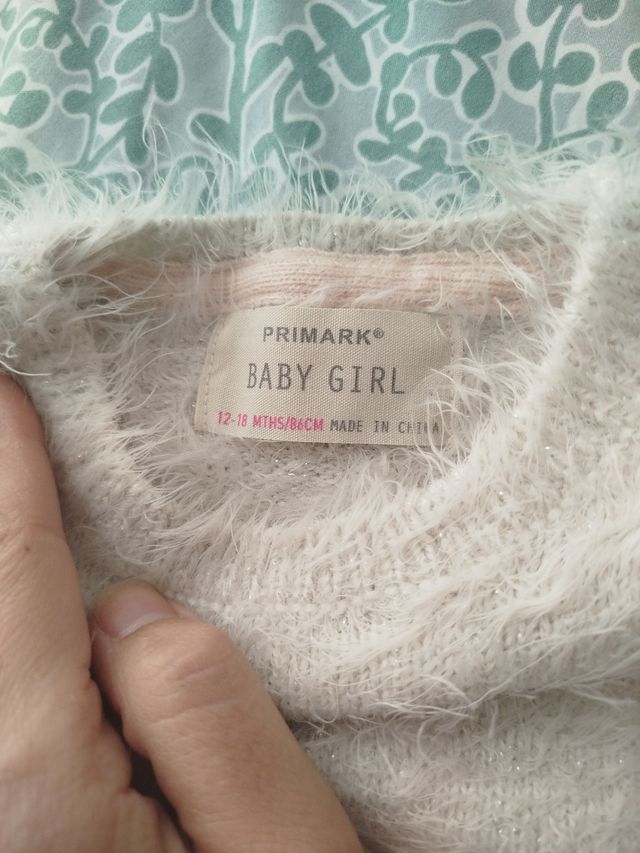 PRIMARK®
BABY GIRL
12-18 MTHS/86CM MADE IN CHINA